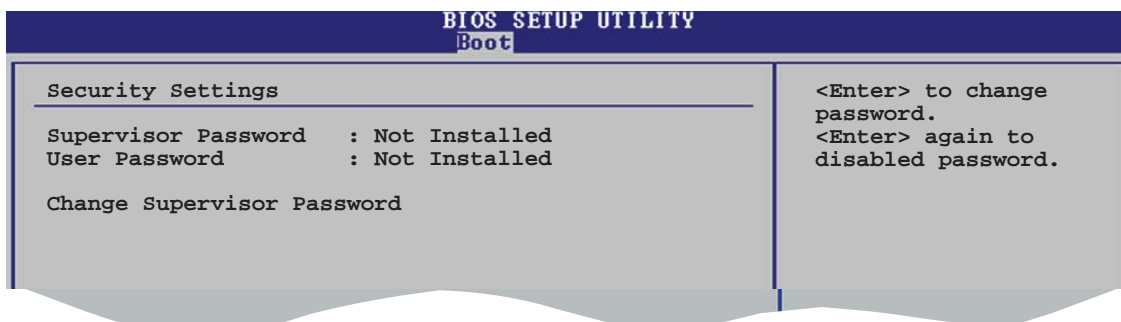 BIOS SETUP UTILITY
Boot
Security Settings
Supervisor Password : Not Installed
User Password : Not Installed
Change Supervisor Password
<Enter> to change
password.
<Enter> again to
disabled password.